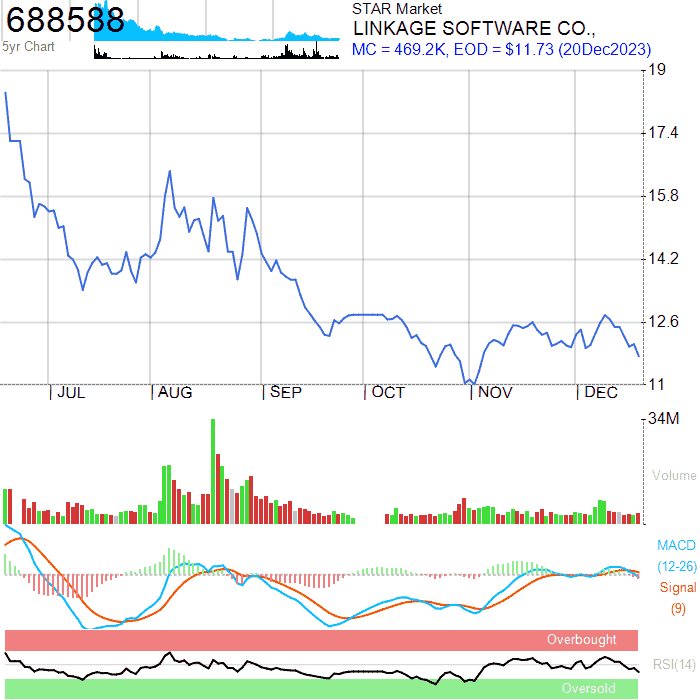 688588
5yr Chart
STAR Market
LINKAGE SOFTWARE CO.,
MC = 469.2K, EOD = $11.73 (20Dec2023)
19
17.4
15.8
14.2
12.6
11
JUL AUG SEP OCT NOV DEC
34M
Volume
MACD
(12-26)
Signal
(9)
Overbought
RSI(14)
Oversold